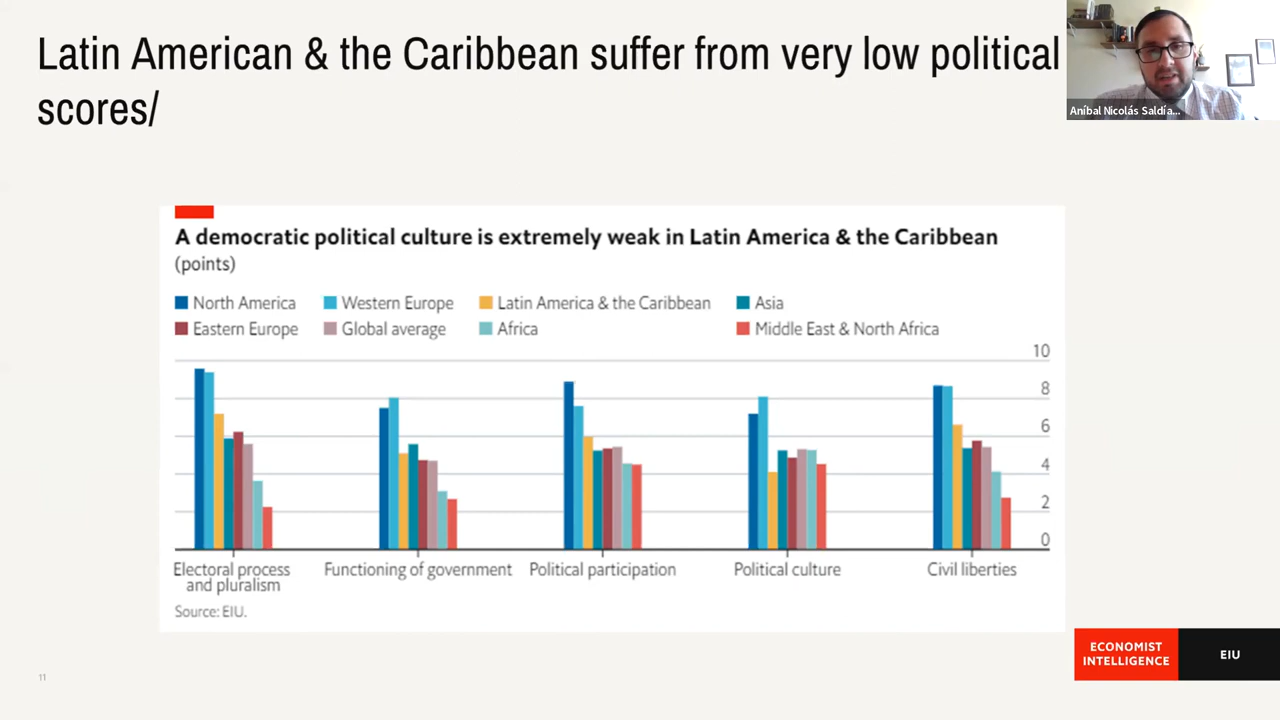 Latin American & the Caribbean suffer from very low political
scores/
Aníbal Nicolás Saldía...
A democratic political culture is extremely weak in Latin America & the Caribbean
(points)
North America
Western Europe
Latin America & the Caribbean
Asia
Eastern Europe
Global average
Africa
Middle East & North Africa
10
8
6
4
2
0
Electoral process
and pluralism
Functioning of government
Political participation
Political culture
Civil liberties
Source: EIU.
ECONOMIST
INTELLIGENCE
EIU
11